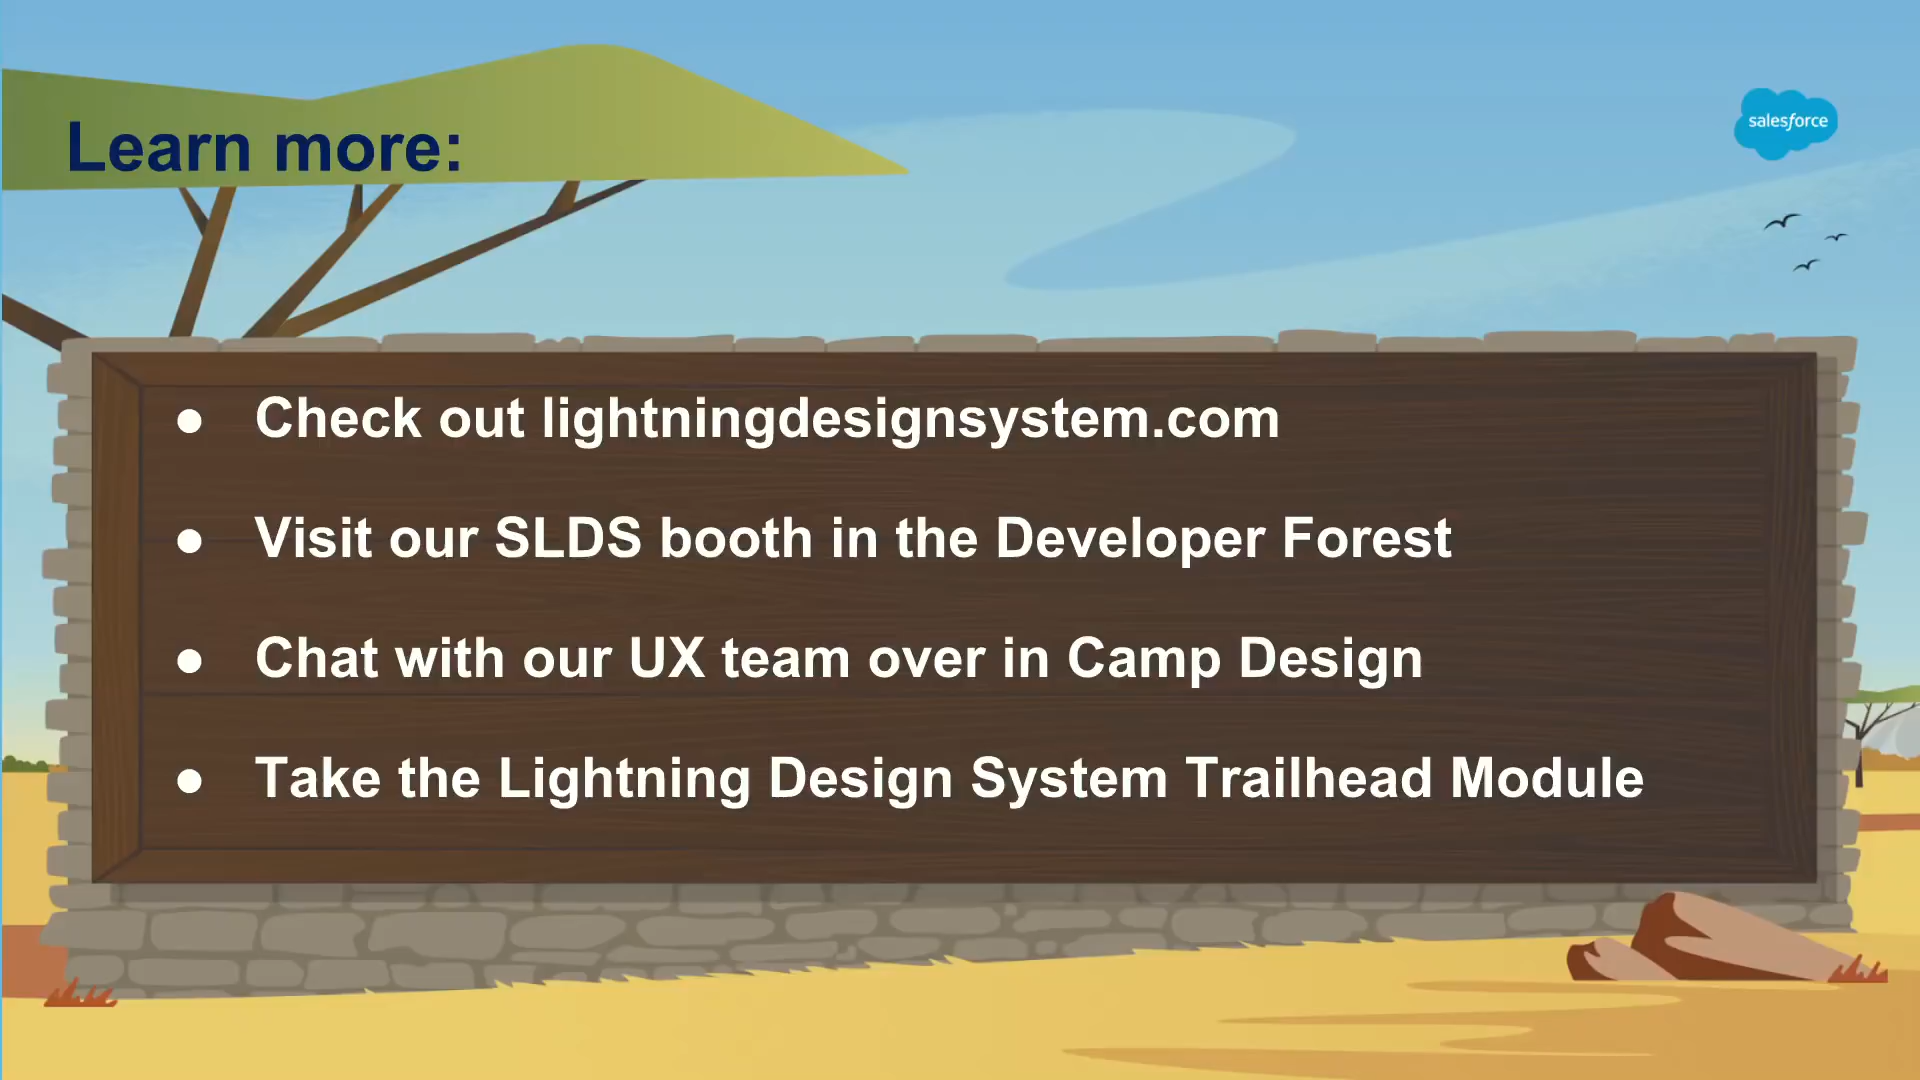 Learn more:
salesforce
● Check out lightningdesignsystem.com
● Visit our SLDS booth in the Developer Forest
● Chat with our UX team over in Camp Design
● Take the Lightning Design System Trailhead Module